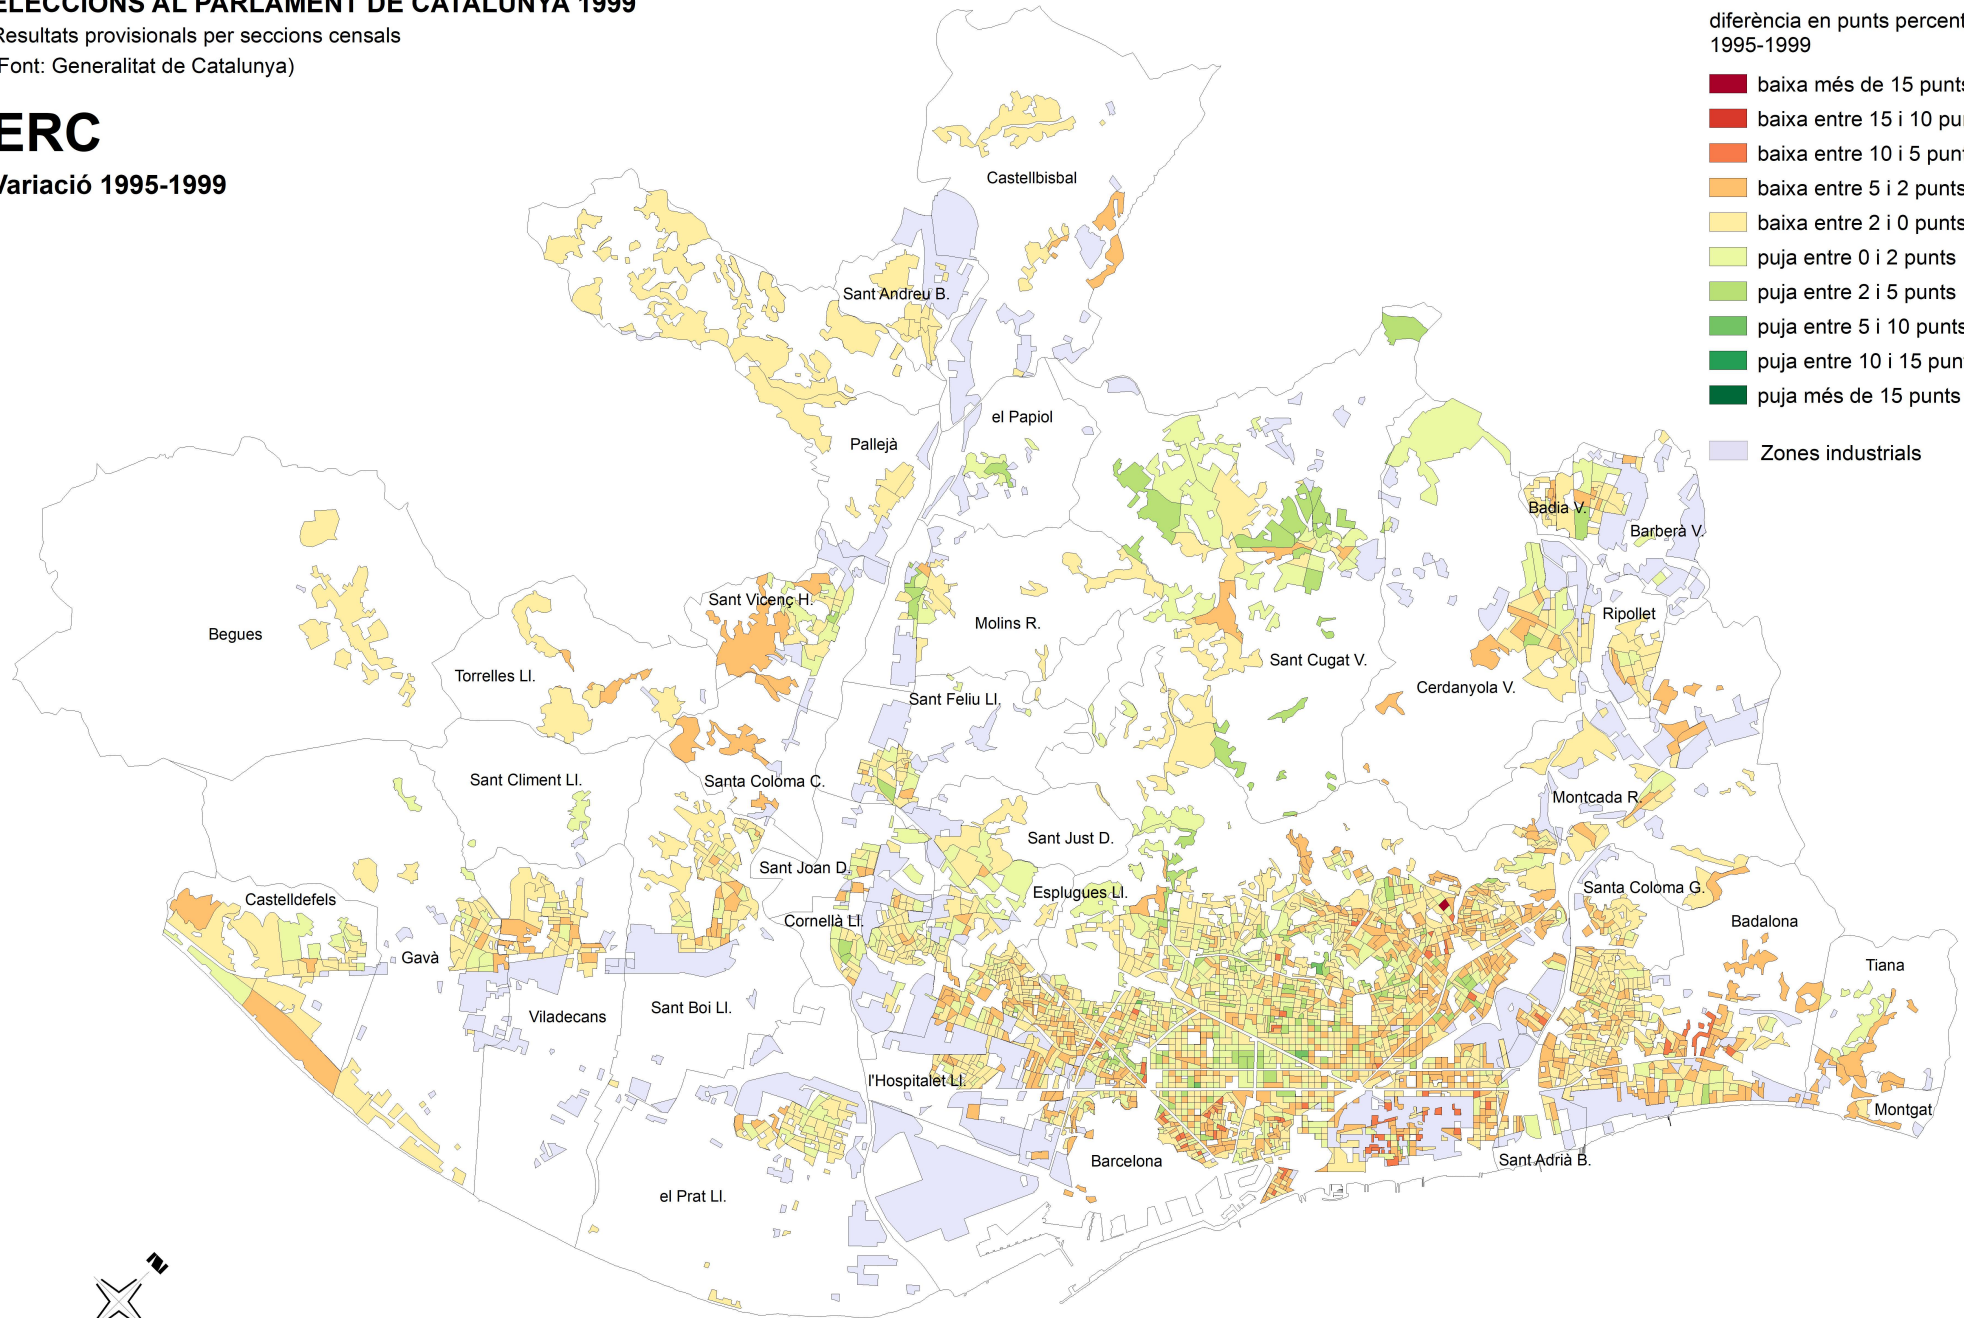 ELECCIONS AL PARLAMENT DE CATALUNYA 1999
Resultats provisionals per seccions censals
(Font: Generalitat de Catalunya)
ERC
Variació 1995-1999
diferència en punts percent
1995-1999
baixa més de 15 punts
baixa entre 15 i 10 pun
baixa entre 10 i 5 punt
baixa entre 5 i 2 punts
baixa entre 2 i 0 punts
puja entre 0 i 2 punts
puja entre 2 i 5 punts
puja entre 5 i 10 punts
puja entre 10 i 15 pun
puja més de 15 punts
Zones industrials
Castellbisbal
Sant Andreu B.
el Papiol
Pallejà
Badia V.
Barberà V.
Sant Vicenç H.
Molins R.
Ripollet
Begues
Torrelles Ll.
Sant Cugat V.
Cerdanyola V.
Sant Feliu Ll.
Sant Climent Ll.
Santa Coloma C.
Montcada R.
Sant Just D.
Sant Joan D.
Esplugues Ll.
Santa Coloma G.
Castelldefels
Cornellà Ll.
Badalona
Gavà
Tiana
Sant Boi Ll.
Viladecans
l'Hospitalet Ll.
Montgat
Barcelona
Sant Adrià B.
el Prat Ll.
N